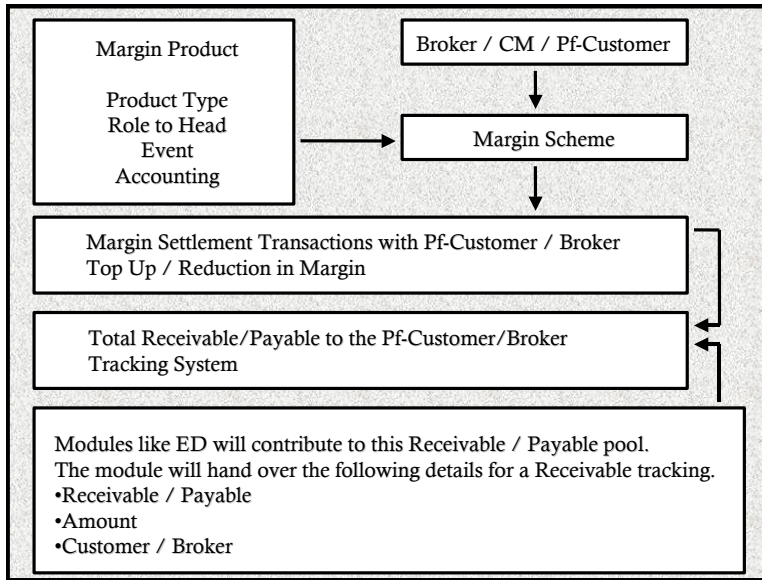 Margin Product
Product Type
Role to Head
Event
Accounting
Broker / CM / Pf-Customer
Margin Scheme
Margin Settlement Transactions with Pf-Customer / Broker
Top Up / Reduction in Margin
Total Receivable/Payable to the Pf-Customer/Broker
Tracking System
Modules like ED will contribute to this Receivable / Payable pool.
The module will hand over the following details for a Receivable tracking.
•Receivable / Payable
•Amount
•Customer / Broker